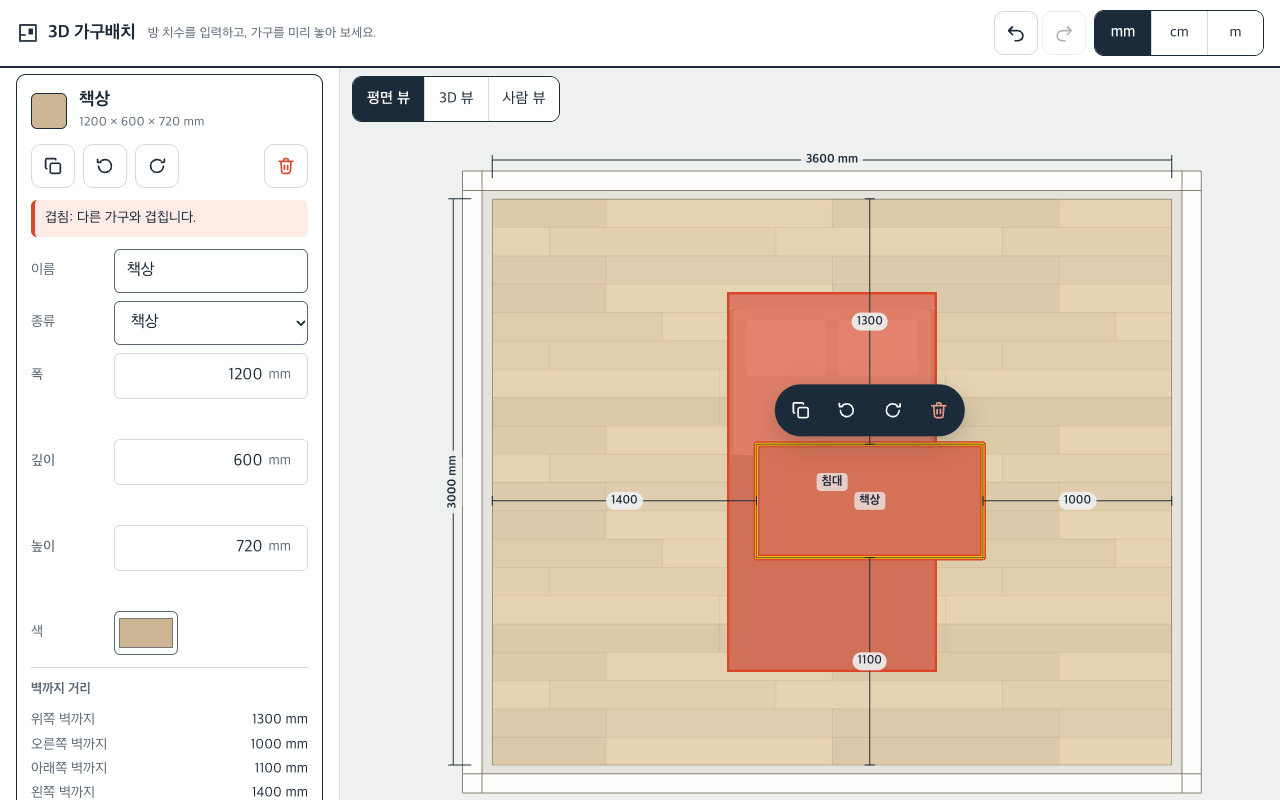 3D 가구배치 방 치수를 입력하고, 가구를 미리 놓아 보세요.
mm cm m
책상
1200 × 600 × 720 mm
겹침: 다른 가구와 겹칩니다.
이름 책상
종류 책상
폭 1200 mm
깊이 600 mm
높이 720 mm
색
벽까지 거리
위쪽 벽까지 1300 mm
오른쪽 벽까지 1000 mm
아래쪽 벽까지 1100 mm
왼쪽 벽까지 1400 mm
평면 뷰 3D 뷰 사람 뷰
3600 mm
3000 mm
1300
침대
책상
1400
1000
1100